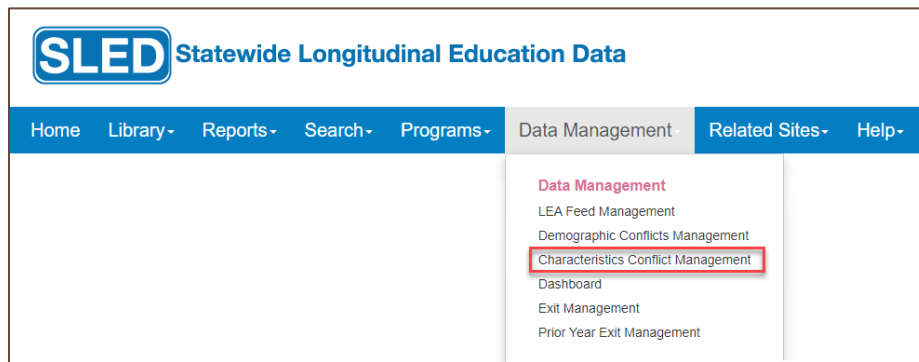 SLED Statewide Longitudinal Education Data
Home Library Reports Search Programs Data Management Related Sites Help
Data Management
LEA Feed Management
Demographic Conflicts Management
Characteristics Conflict Management
Dashboard
Exit Management
Prior Year Exit Management